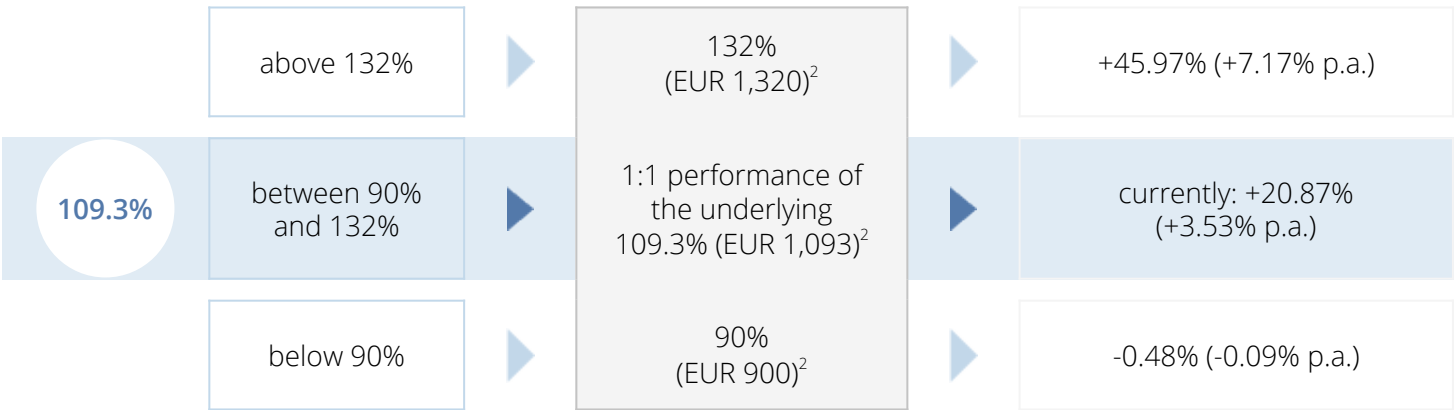 above 132%
132%
(EUR 1,320)²
+45.97% (+7.17% p.a.)
109.3%
between 90%
and 132%
1:1 performance of
the underlying
109.3% (EUR 1,093)²
currently: +20.87%
(+3.53% p.a.)
below 90%
90%
(EUR 900)²
-0.48% (-0.09% p.a.)